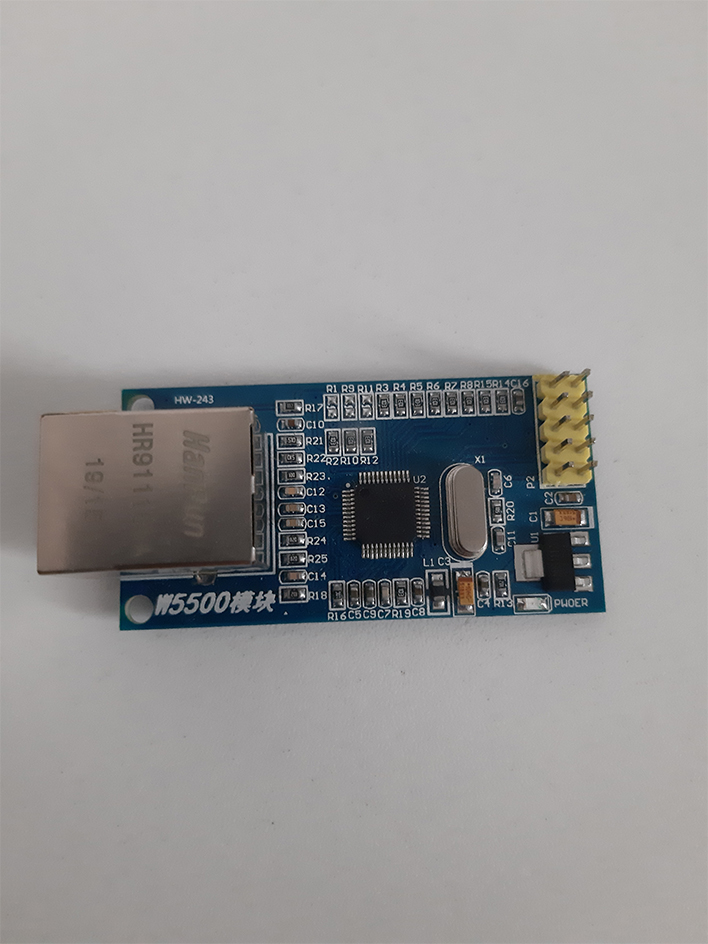 HW-243
R1 R9 R11 R3 R4 R5 R6 R7 R8 R15 R14 C16
R17
C10
R21
R22
R23
C12
C13
C15
R24
R25
C14
R18
R2 R10 R12
U2
X1
C6
R20
C11
P2
C2
C1
U1
L1 C3
R16 C5 C9 C7 R19 C8
C4 R13
PWOER
HanRun
HR911
19/
W5500模块